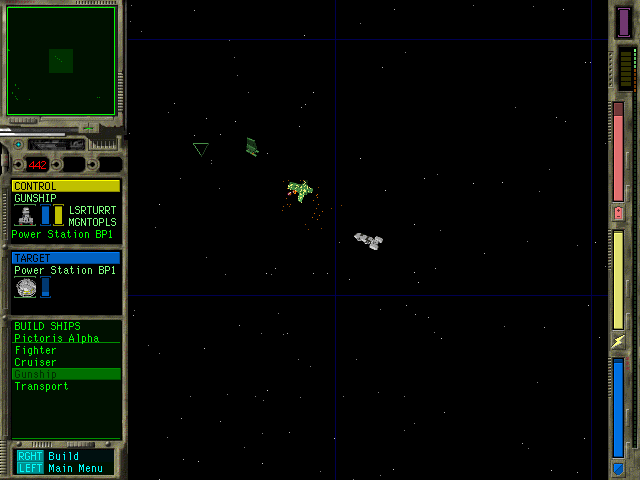 442
CONTROL
GUNSHIP
LSRTURRT
MGNTOPLS
Power Station BP1
TARGET
Power Station BP1
BUILD SHIPS
Pictoris Alpha
Fighter
Cruiser
Gunship
Transport
RGHT Build
LEFT Main Menu